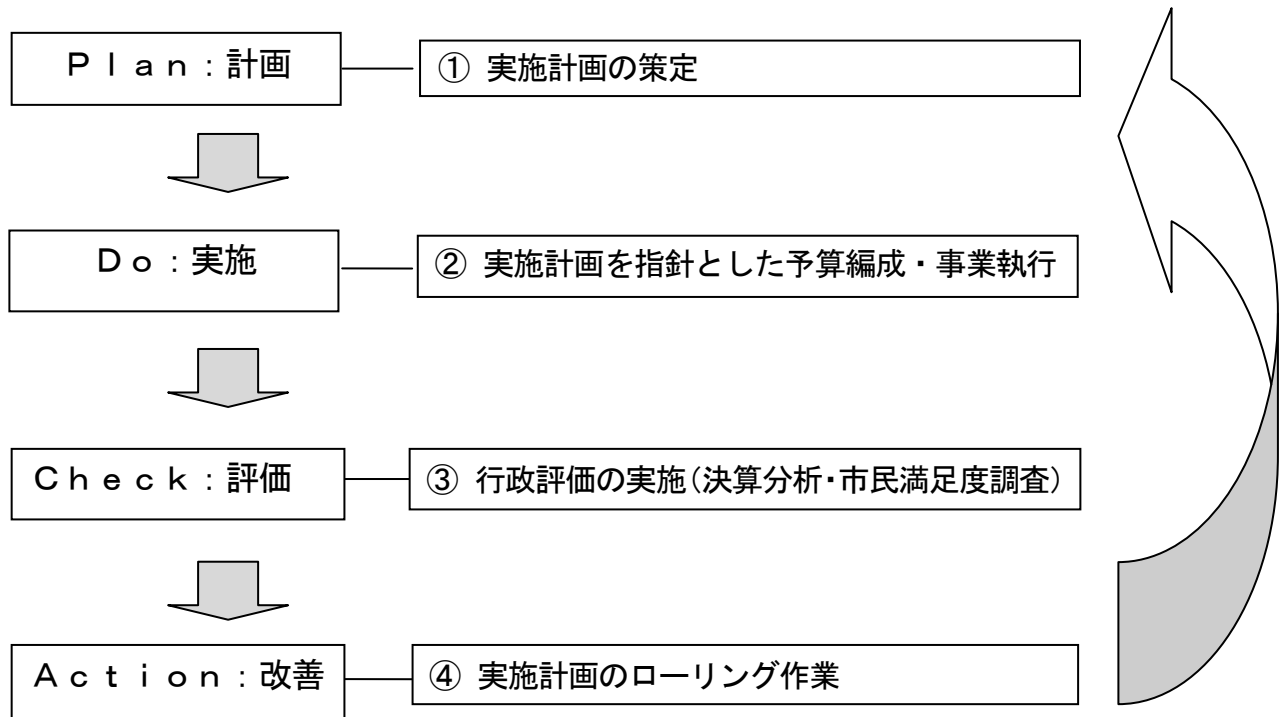 Ｐｌａｎ：計画
① 実施計画の策定
Ｄｏ：実施
② 実施計画を指針とした予算編成・事業執行
Ｃｈｅｃｋ：評価
③ 行政評価の実施（決算分析・市民満足度調査）
Ａｃｔｉｏｎ：改善
④ 実施計画のローリング作業